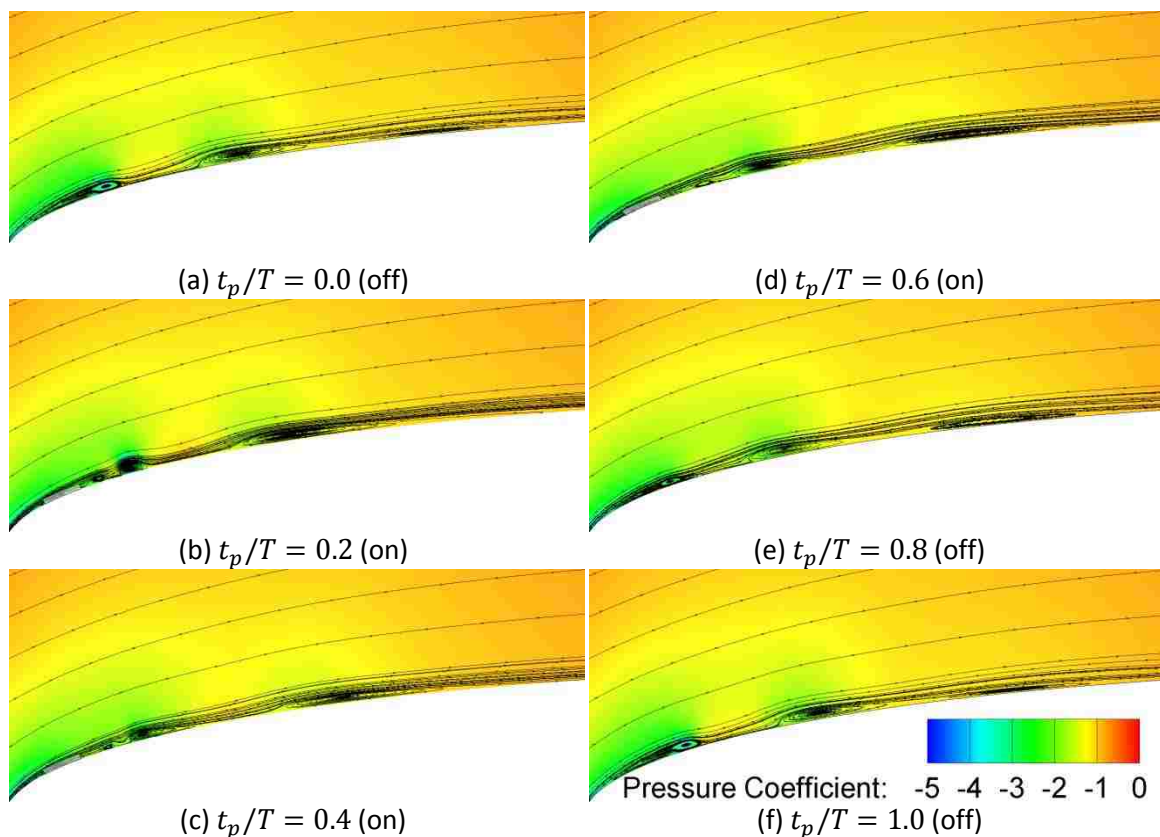 (a) t_p/T = 0.0 (off)
(d) t_p/T = 0.6 (on)
(b) t_p/T = 0.2 (on)
(e) t_p/T = 0.8 (off)
Pressure Coefficient: -5 -4 -3 -2 -1 0
(c) t_p/T = 0.4 (on)
(f) t_p/T = 1.0 (off)